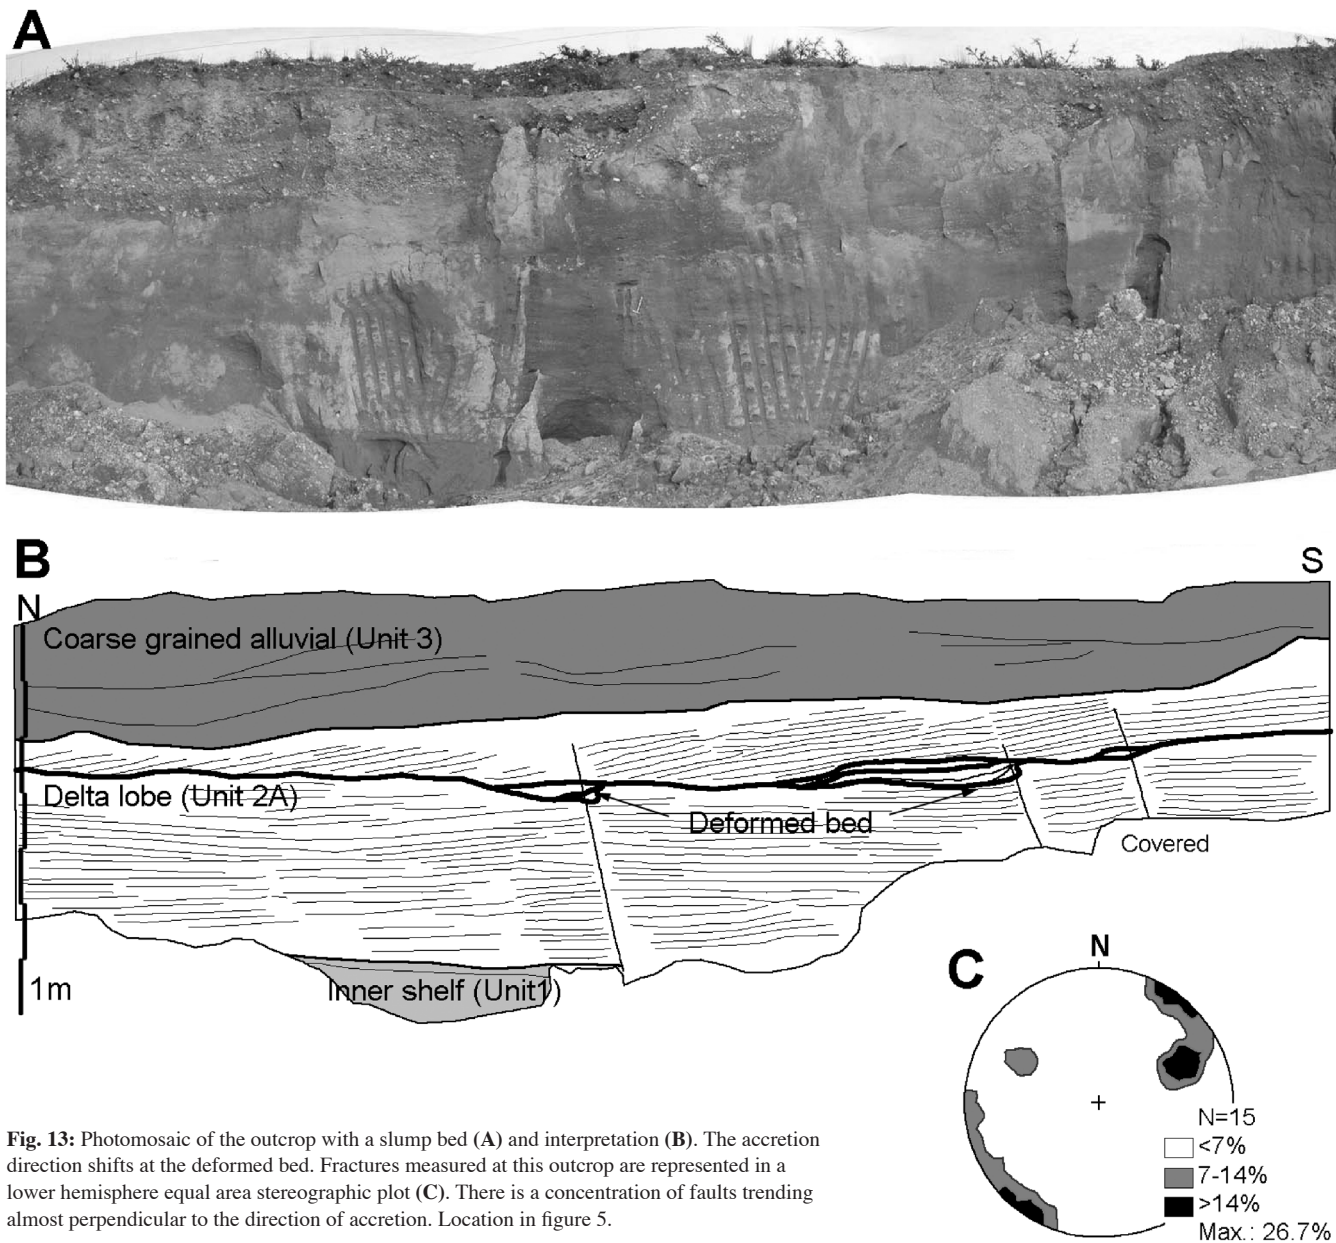 A
B
S
N
Coarse grained alluvial (Unit 3)
Delta lobe (Unit 2A)
Deformed bed
Covered
1m
Inner shelf (Unit1)
C
N
N=15
<7%
7-14%
>14%
Max.: 26.7%
Fig. 13: Photomosaic of the outcrop with a slump bed (A) and interpretation (B). The accretion
direction shifts at the deformed bed. Fractures measured at this outcrop are represented in a
lower hemisphere equal area stereographic plot (C). There is a concentration of faults trending
almost perpendicular to the direction of accretion. Location in figure 5.